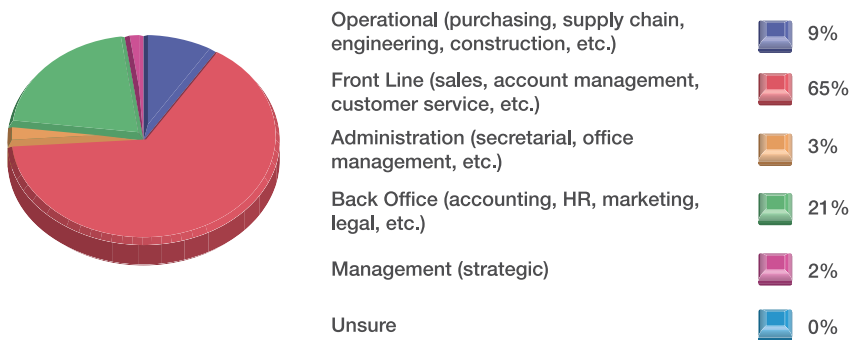 Operational (purchasing, supply chain,
engineering, construction, etc.)
9%
Front Line (sales, account management,
customer service, etc.)
65%
Administration (secretarial, office
management, etc.)
3%
Back Office (accounting, HR, marketing,
legal, etc.)
21%
Management (strategic)
2%
Unsure
0%